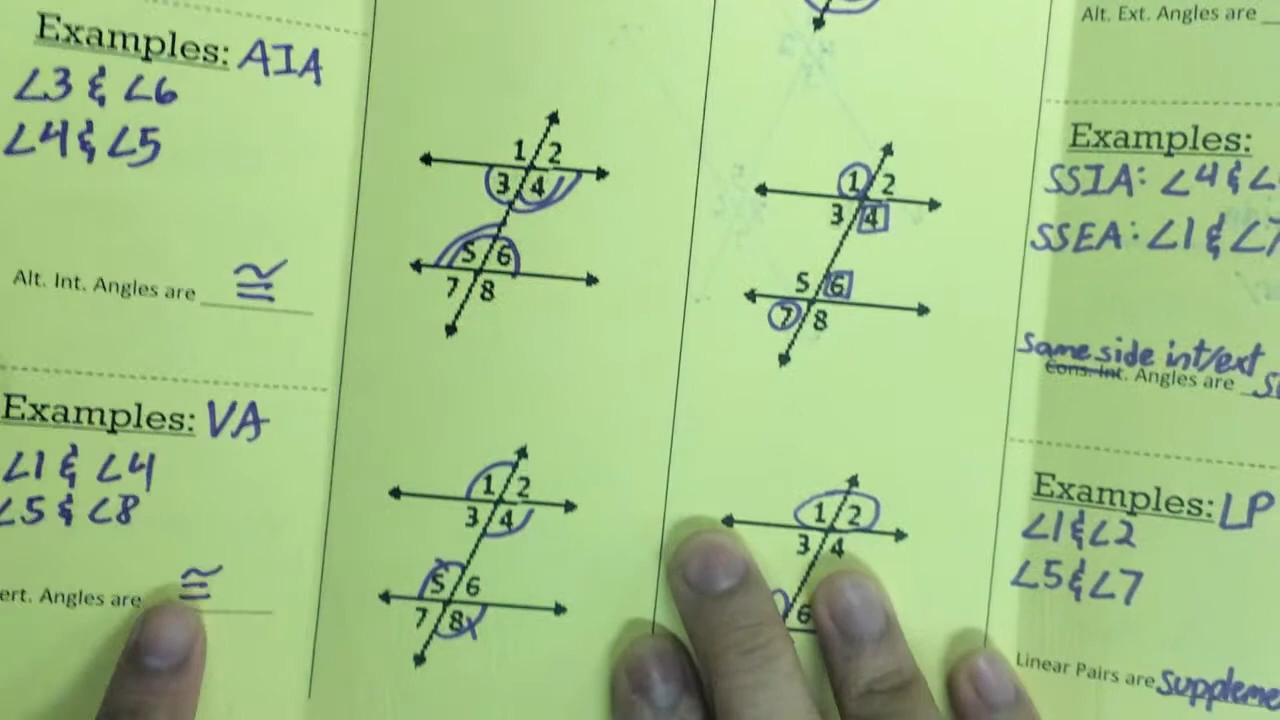 Examples: AIA
∠3 & ∠6
∠4 & ∠5
Alt. Int. Angles are ≅
Examples: VA
∠1 & ∠4
∠5 & ∠8
Angles are ≅
1 2
3 4
5 6
7 8
1 2
3 4
5 6
7 8
1 2
3 4
5 6
7 8
1 2
3 4
6
Alt. Ext. Angles are
Examples:
SSIA: ∠4 &
SSEA: ∠1 & ∠7
Same side int/ext
Cons. Int. Angles are
Examples: LP
∠1 & ∠2
∠5 & ∠7
Linear Pairs are